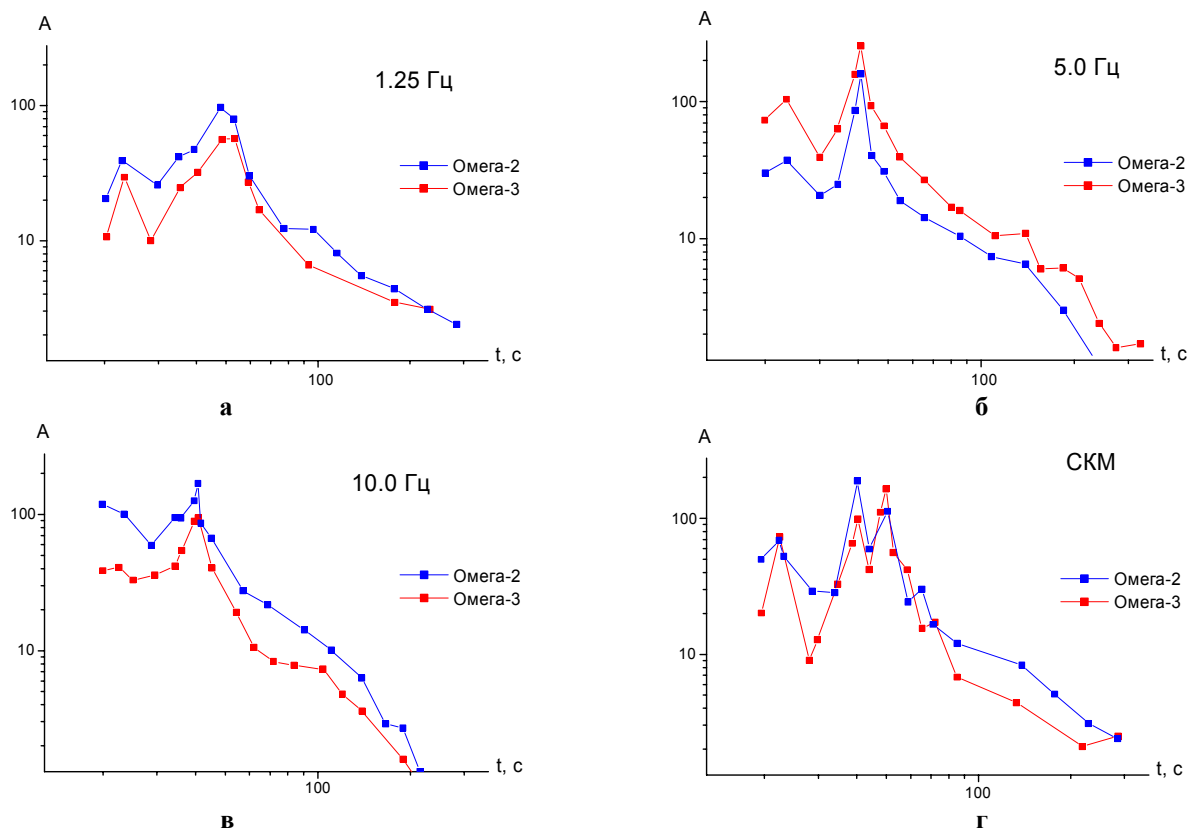 A
1.25 Гц
100
Омега-2
Омега-3
10
t, с
100
а
A
5.0 Гц
100
Омега-2
Омега-3
10
t, с
100
б
A
10.0 Гц
100
Омега-2
Омега-3
10
t, с
100
в
A
СКМ
100
Омега-2
Омега-3
10
t, с
100
г